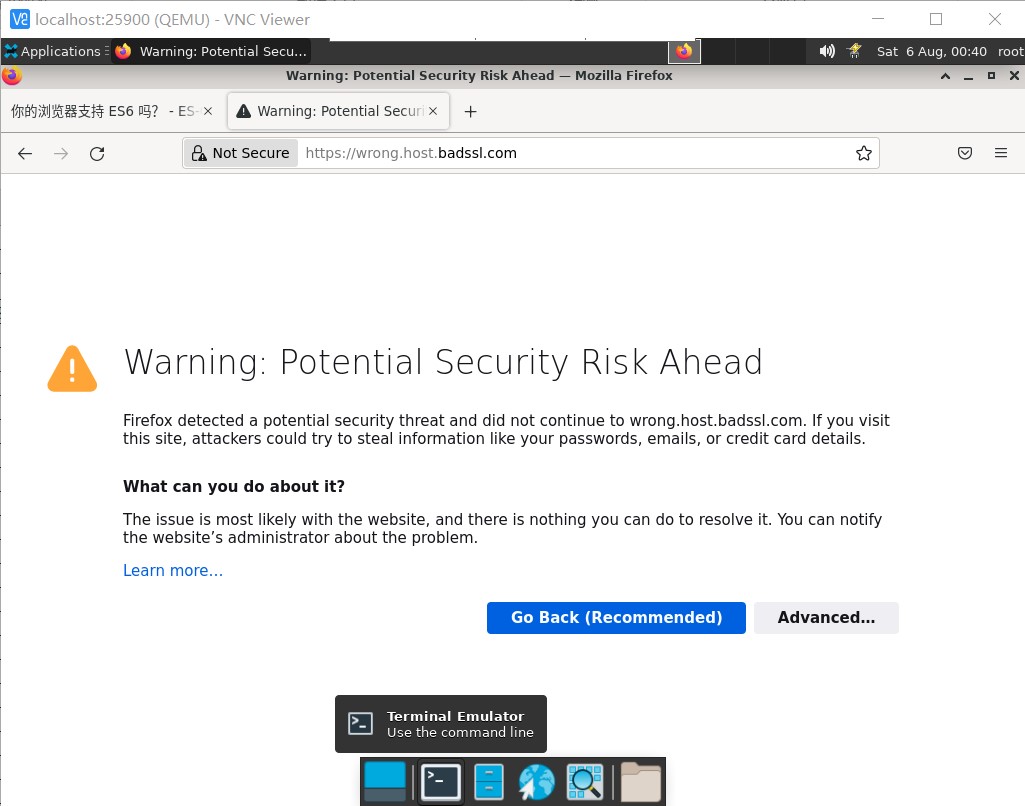 localhost:25900 (QEMU) - VNC Viewer
Applications
Warning: Potential Secu...
Sat 6 Aug, 00:40
root
Warning: Potential Security Risk Ahead — Mozilla Firefox
你的浏览器支持 ES6 吗？ - ES-
Warning: Potential Securi
Not Secure
https://wrong.host.badssl.com
Warning: Potential Security Risk Ahead
Firefox detected a potential security threat and did not continue to wrong.host.badssl.com. If you visit
this site, attackers could try to steal information like your passwords, emails, or credit card details.
What can you do about it?
The issue is most likely with the website, and there is nothing you can do to resolve it. You can notify
the website’s administrator about the problem.
Learn more…
Go Back (Recommended)
Advanced…
Terminal Emulator
Use the command line